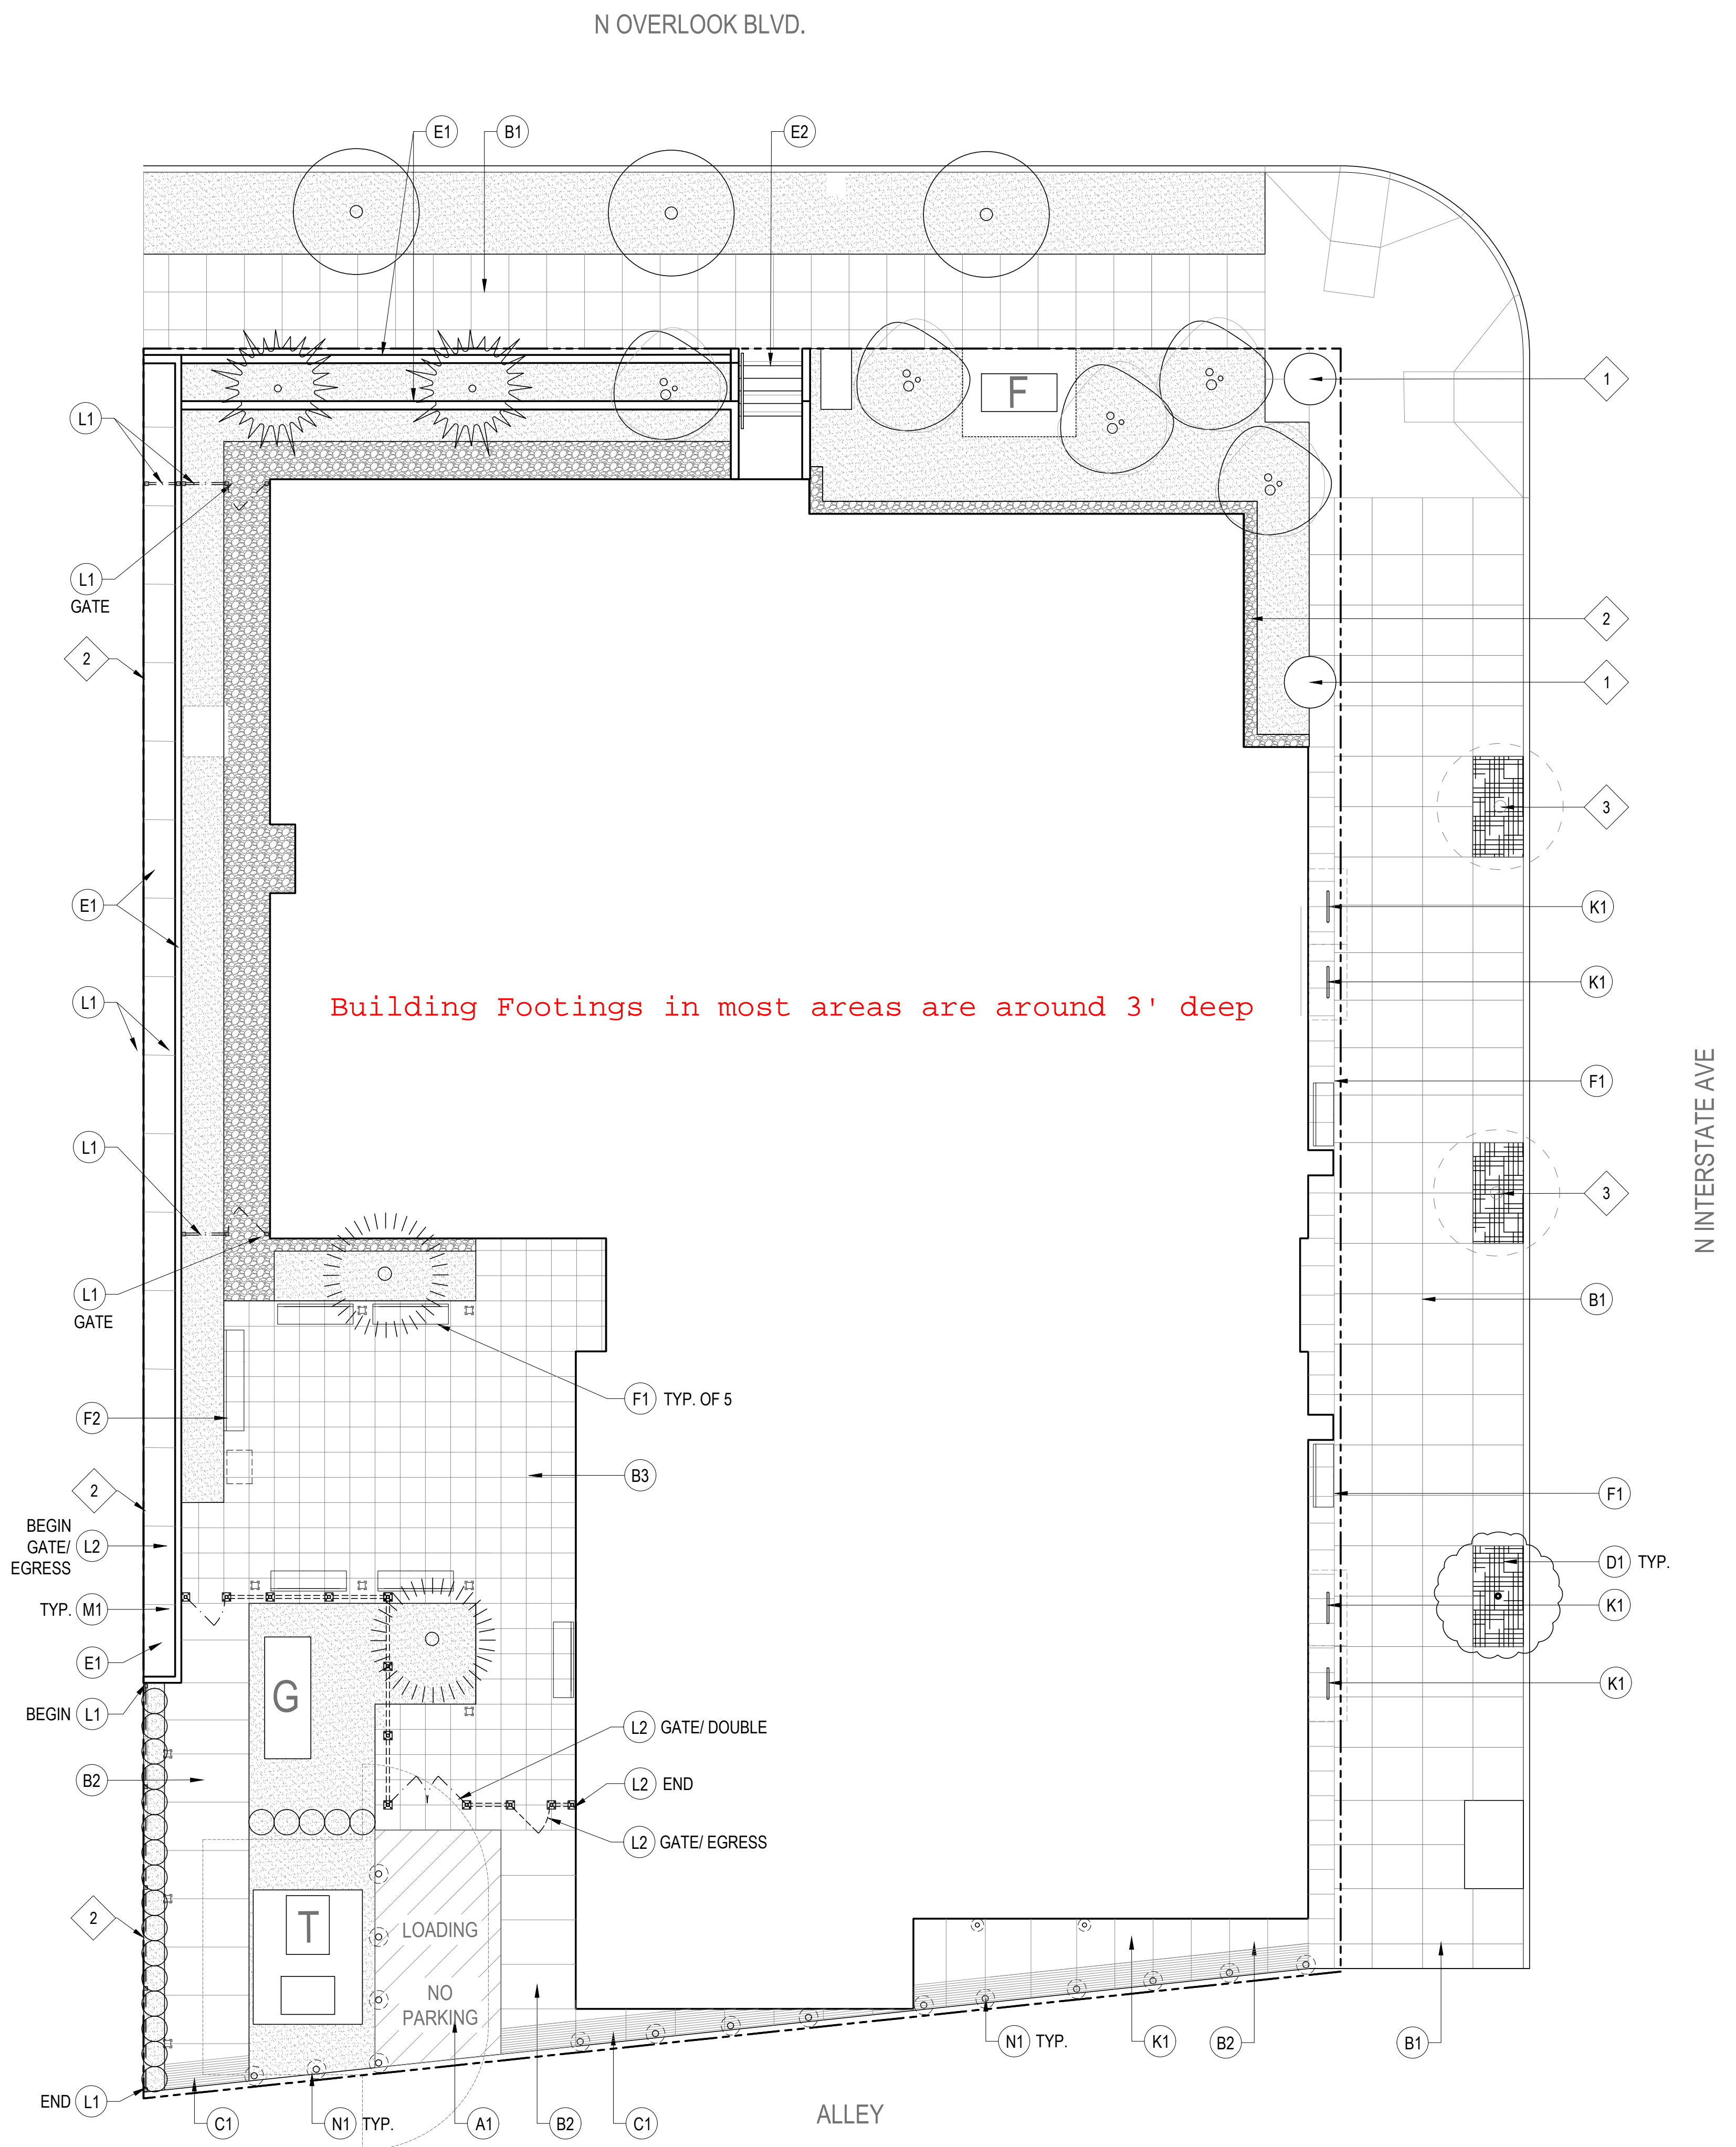 N OVERLOOK BLVD.
E1
B1
E2
F
1
L1
L1
GATE
2
2
1
3
E1
K1
K1
L1
Building Footings in most areas are around 3' deep
N INTERSTATE AVE
F1
L1
3
L1
GATE
B1
F1 TYP. OF 5
F2
B3
2
F1
BEGIN
GATE/
EGRESS
L2
D1 TYP.
TYP. M1
K1
E1
K1
G
BEGIN L1
L2 GATE/ DOUBLE
B2
L2 END
L2 GATE/ EGRESS
2
T
LOADING
NO
PARKING
N1 TYP.
K1
B2
B1
END L1
C1
N1 TYP.
A1
B2
C1
ALLEY